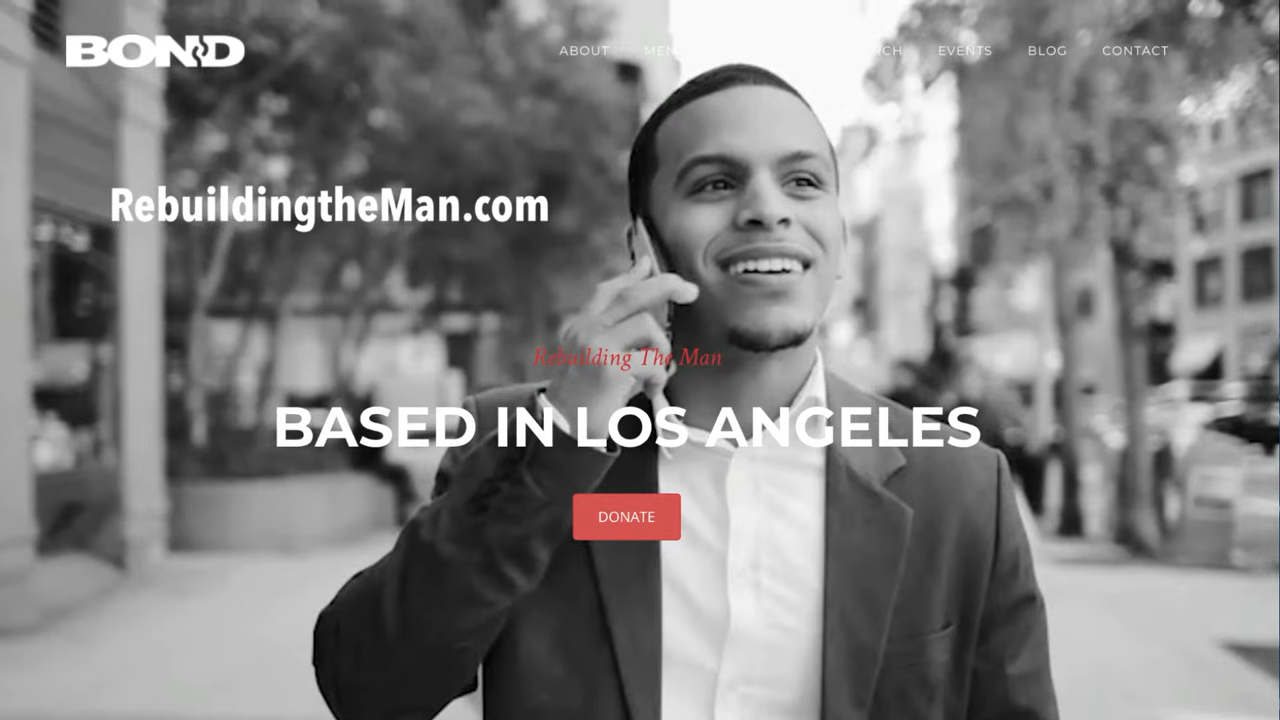 BOND
ABOUT
EVENTS
BLOG
CONTACT
RebuildingtheMan.com
Rebuilding The Man
BASED IN LOS ANGELES
DONATE